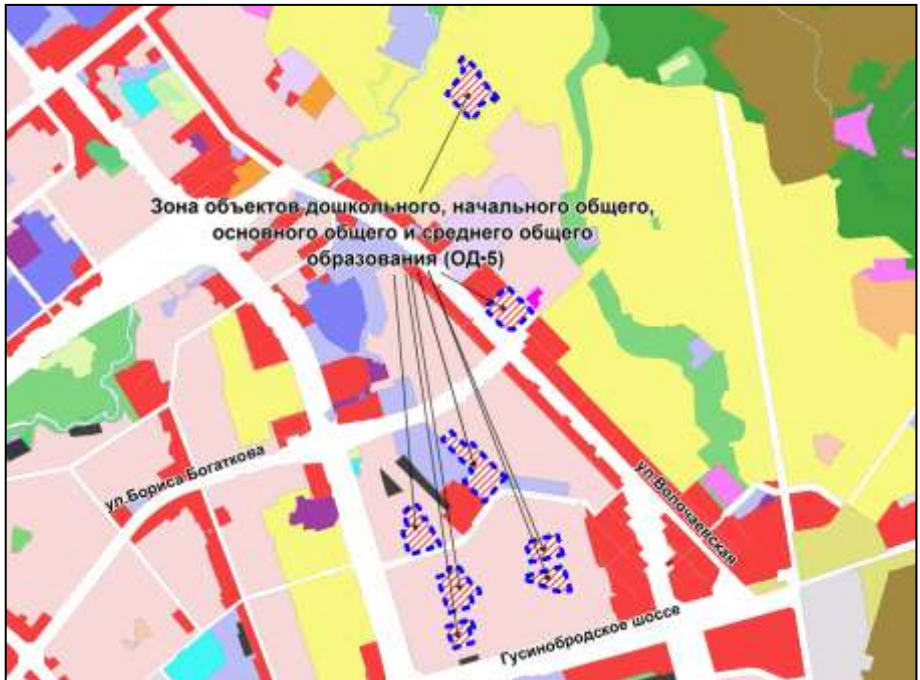 Зона объектов дошкольного, начального общего,
основного общего и среднего общего
образования (ОД-5)
ул.Бориса Богаткова
ул.Волочаевская
Гусинобродское шоссе